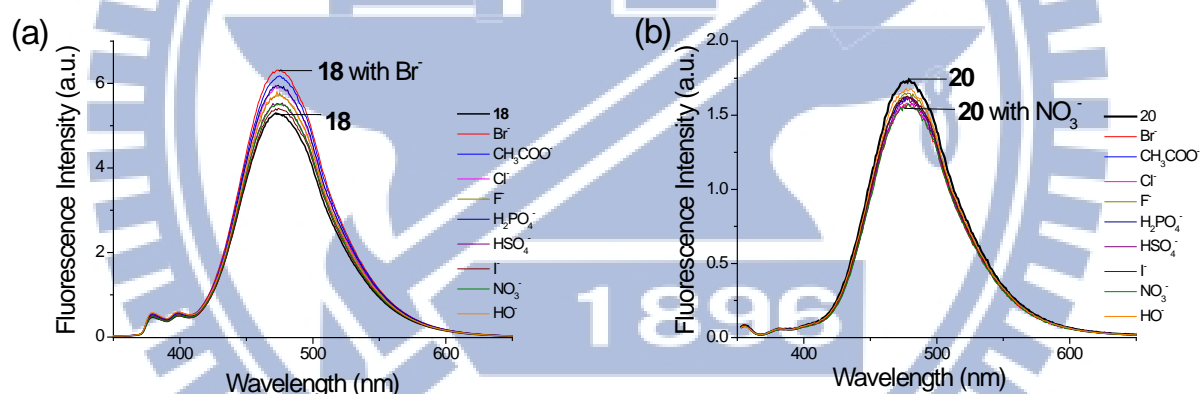 (a)
Fluorescence Intensity (a.u.)
6
4
2
0
400
500
600
Wavelength (nm)
18 with Br⁻
18
18
Br⁻
CH₃COO⁻
Cl⁻
F⁻
H₂PO₄⁻
HSO₄⁻
I⁻
NO₃⁻
HO⁻
(b)
Fluorescence Intensity (a.u.)
2.0
1.5
1.0
0.5
0.0
400
500
600
Wavelength (nm)
20
20 with NO₃⁻
20
Br⁻
CH₃COO⁻
Cl⁻
F⁻
H₂PO₄⁻
HSO₄⁻
I⁻
NO₃⁻
HO⁻
1896